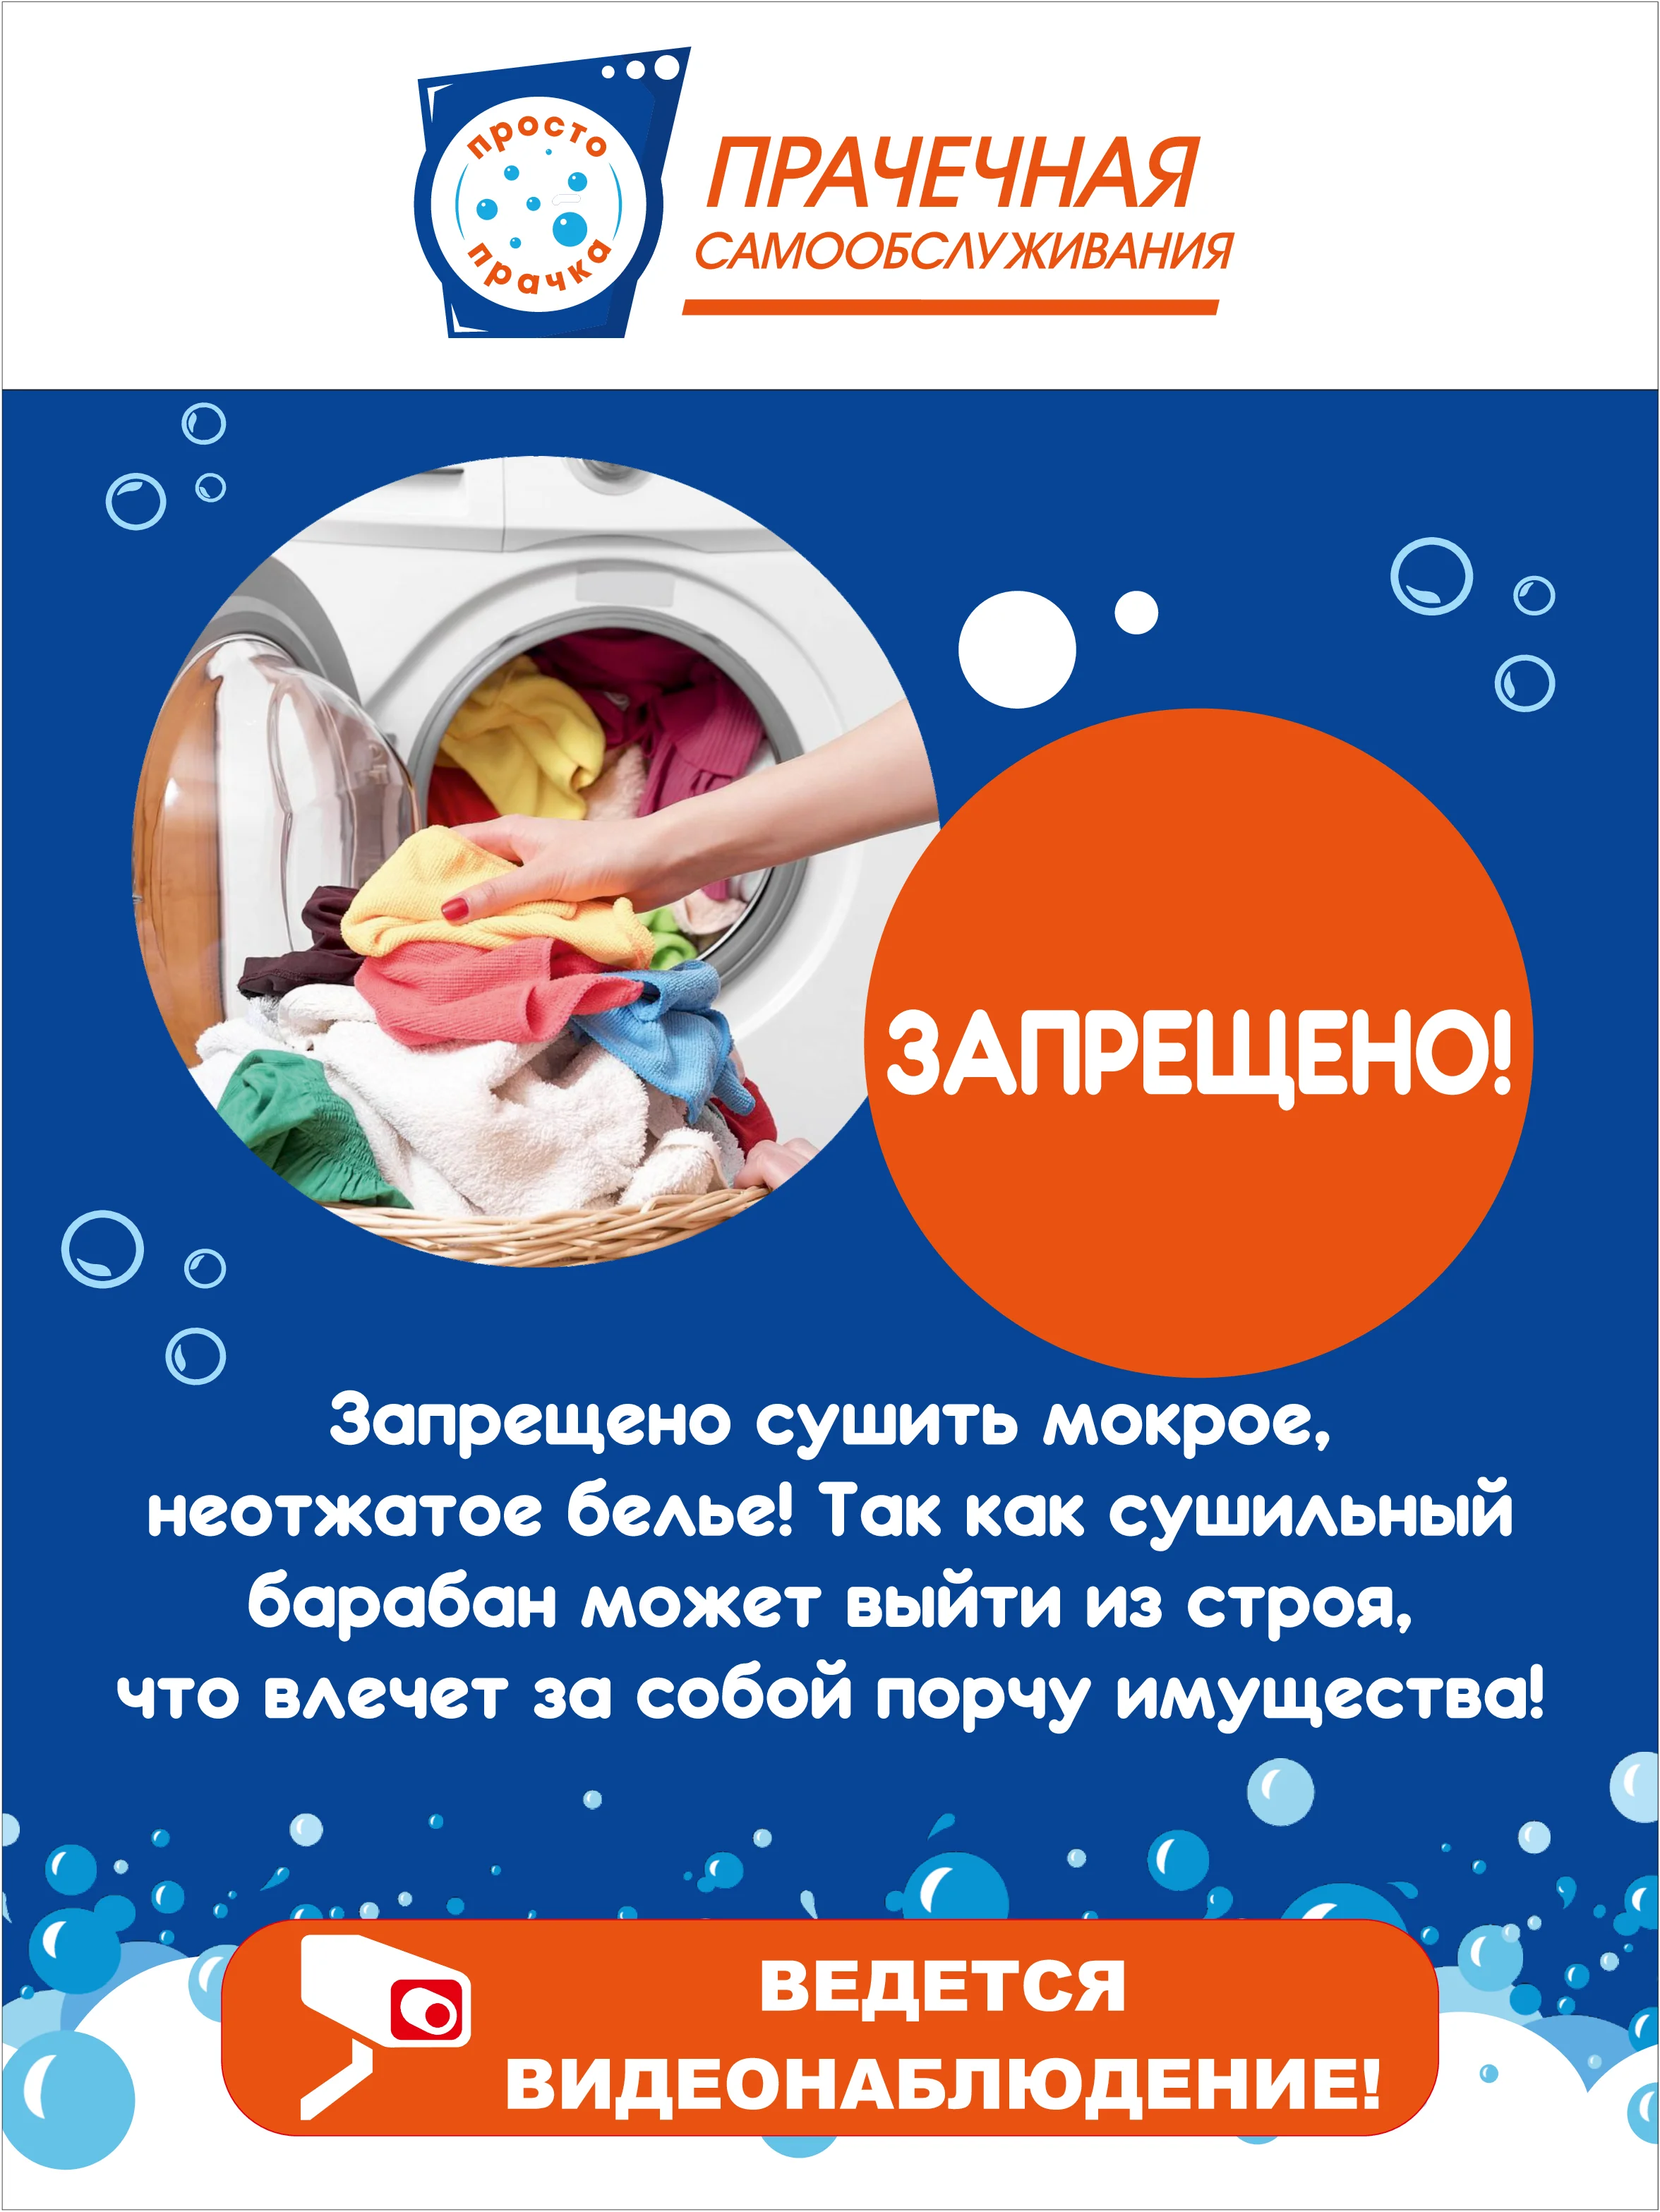 просто
прачка
ПРАЧЕЧНАЯ
САМООБСЛУЖИВАНИЯ
ЗАПРЕЩЕНО!
Запрещено сушить мокрое,
неотжатое белье! Так как сушильный
барабан может выйти из строя,
что влечет за собой порчу имущества!
ВЕДЕТСЯ
ВИДЕОНАБЛЮДЕНИЕ!